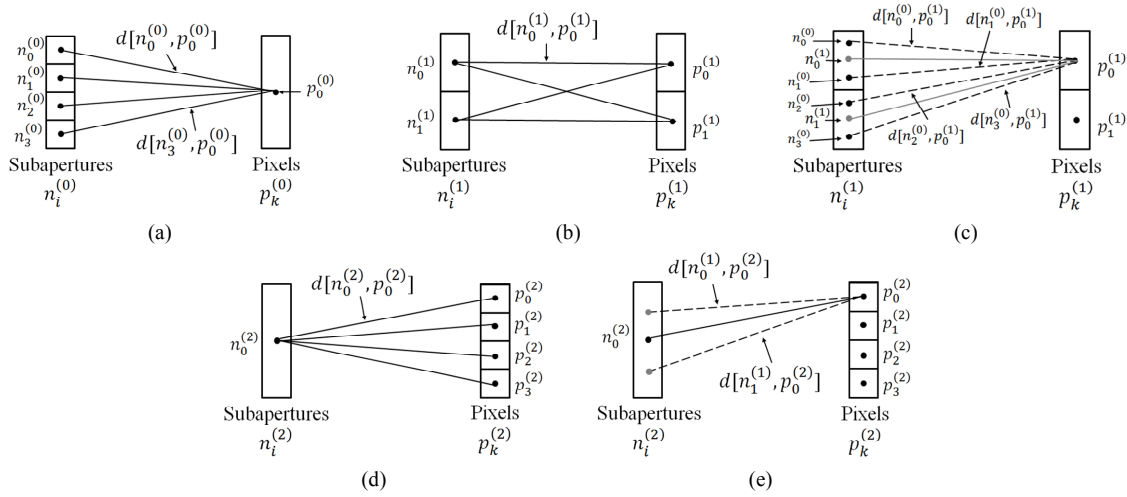 n_0^{(0)}
n_1^{(0)}
n_2^{(0)}
n_3^{(0)}
d[n_0^{(0)}, p_0^{(0)}]
p_0^{(0)}
d[n_3^{(0)}, p_0^{(0)}]
Subapertures
n_i^{(0)}
Pixels
p_k^{(0)}
(a)
n_0^{(1)}
n_1^{(1)}
d[n_0^{(1)}, p_0^{(1)}]
p_0^{(1)}
p_1^{(1)}
Subapertures
n_i^{(1)}
Pixels
p_k^{(1)}
(b)
n_0^{(0)}
n_0^{(1)}
n_1^{(0)}
n_2^{(0)}
n_1^{(1)}
n_3^{(0)}
d[n_0^{(0)}, p_0^{(1)}]
d[n_1^{(0)}, p_0^{(1)}]
d[n_2^{(0)}, p_0^{(1)}]
d[n_3^{(0)}, p_0^{(1)}]
p_0^{(1)}
p_1^{(1)}
Subapertures
n_i^{(1)}
Pixels
p_k^{(1)}
(c)
n_0^{(2)}
d[n_0^{(2)}, p_0^{(2)}]
p_0^{(2)}
p_1^{(2)}
p_2^{(2)}
p_3^{(2)}
Subapertures
n_i^{(2)}
Pixels
p_k^{(2)}
(d)
n_0^{(2)}
d[n_0^{(1)}, p_0^{(2)}]
d[n_1^{(1)}, p_0^{(2)}]
p_0^{(2)}
p_1^{(2)}
p_2^{(2)}
p_3^{(2)}
Subapertures
n_i^{(2)}
Pixels
p_k^{(2)}
(e)